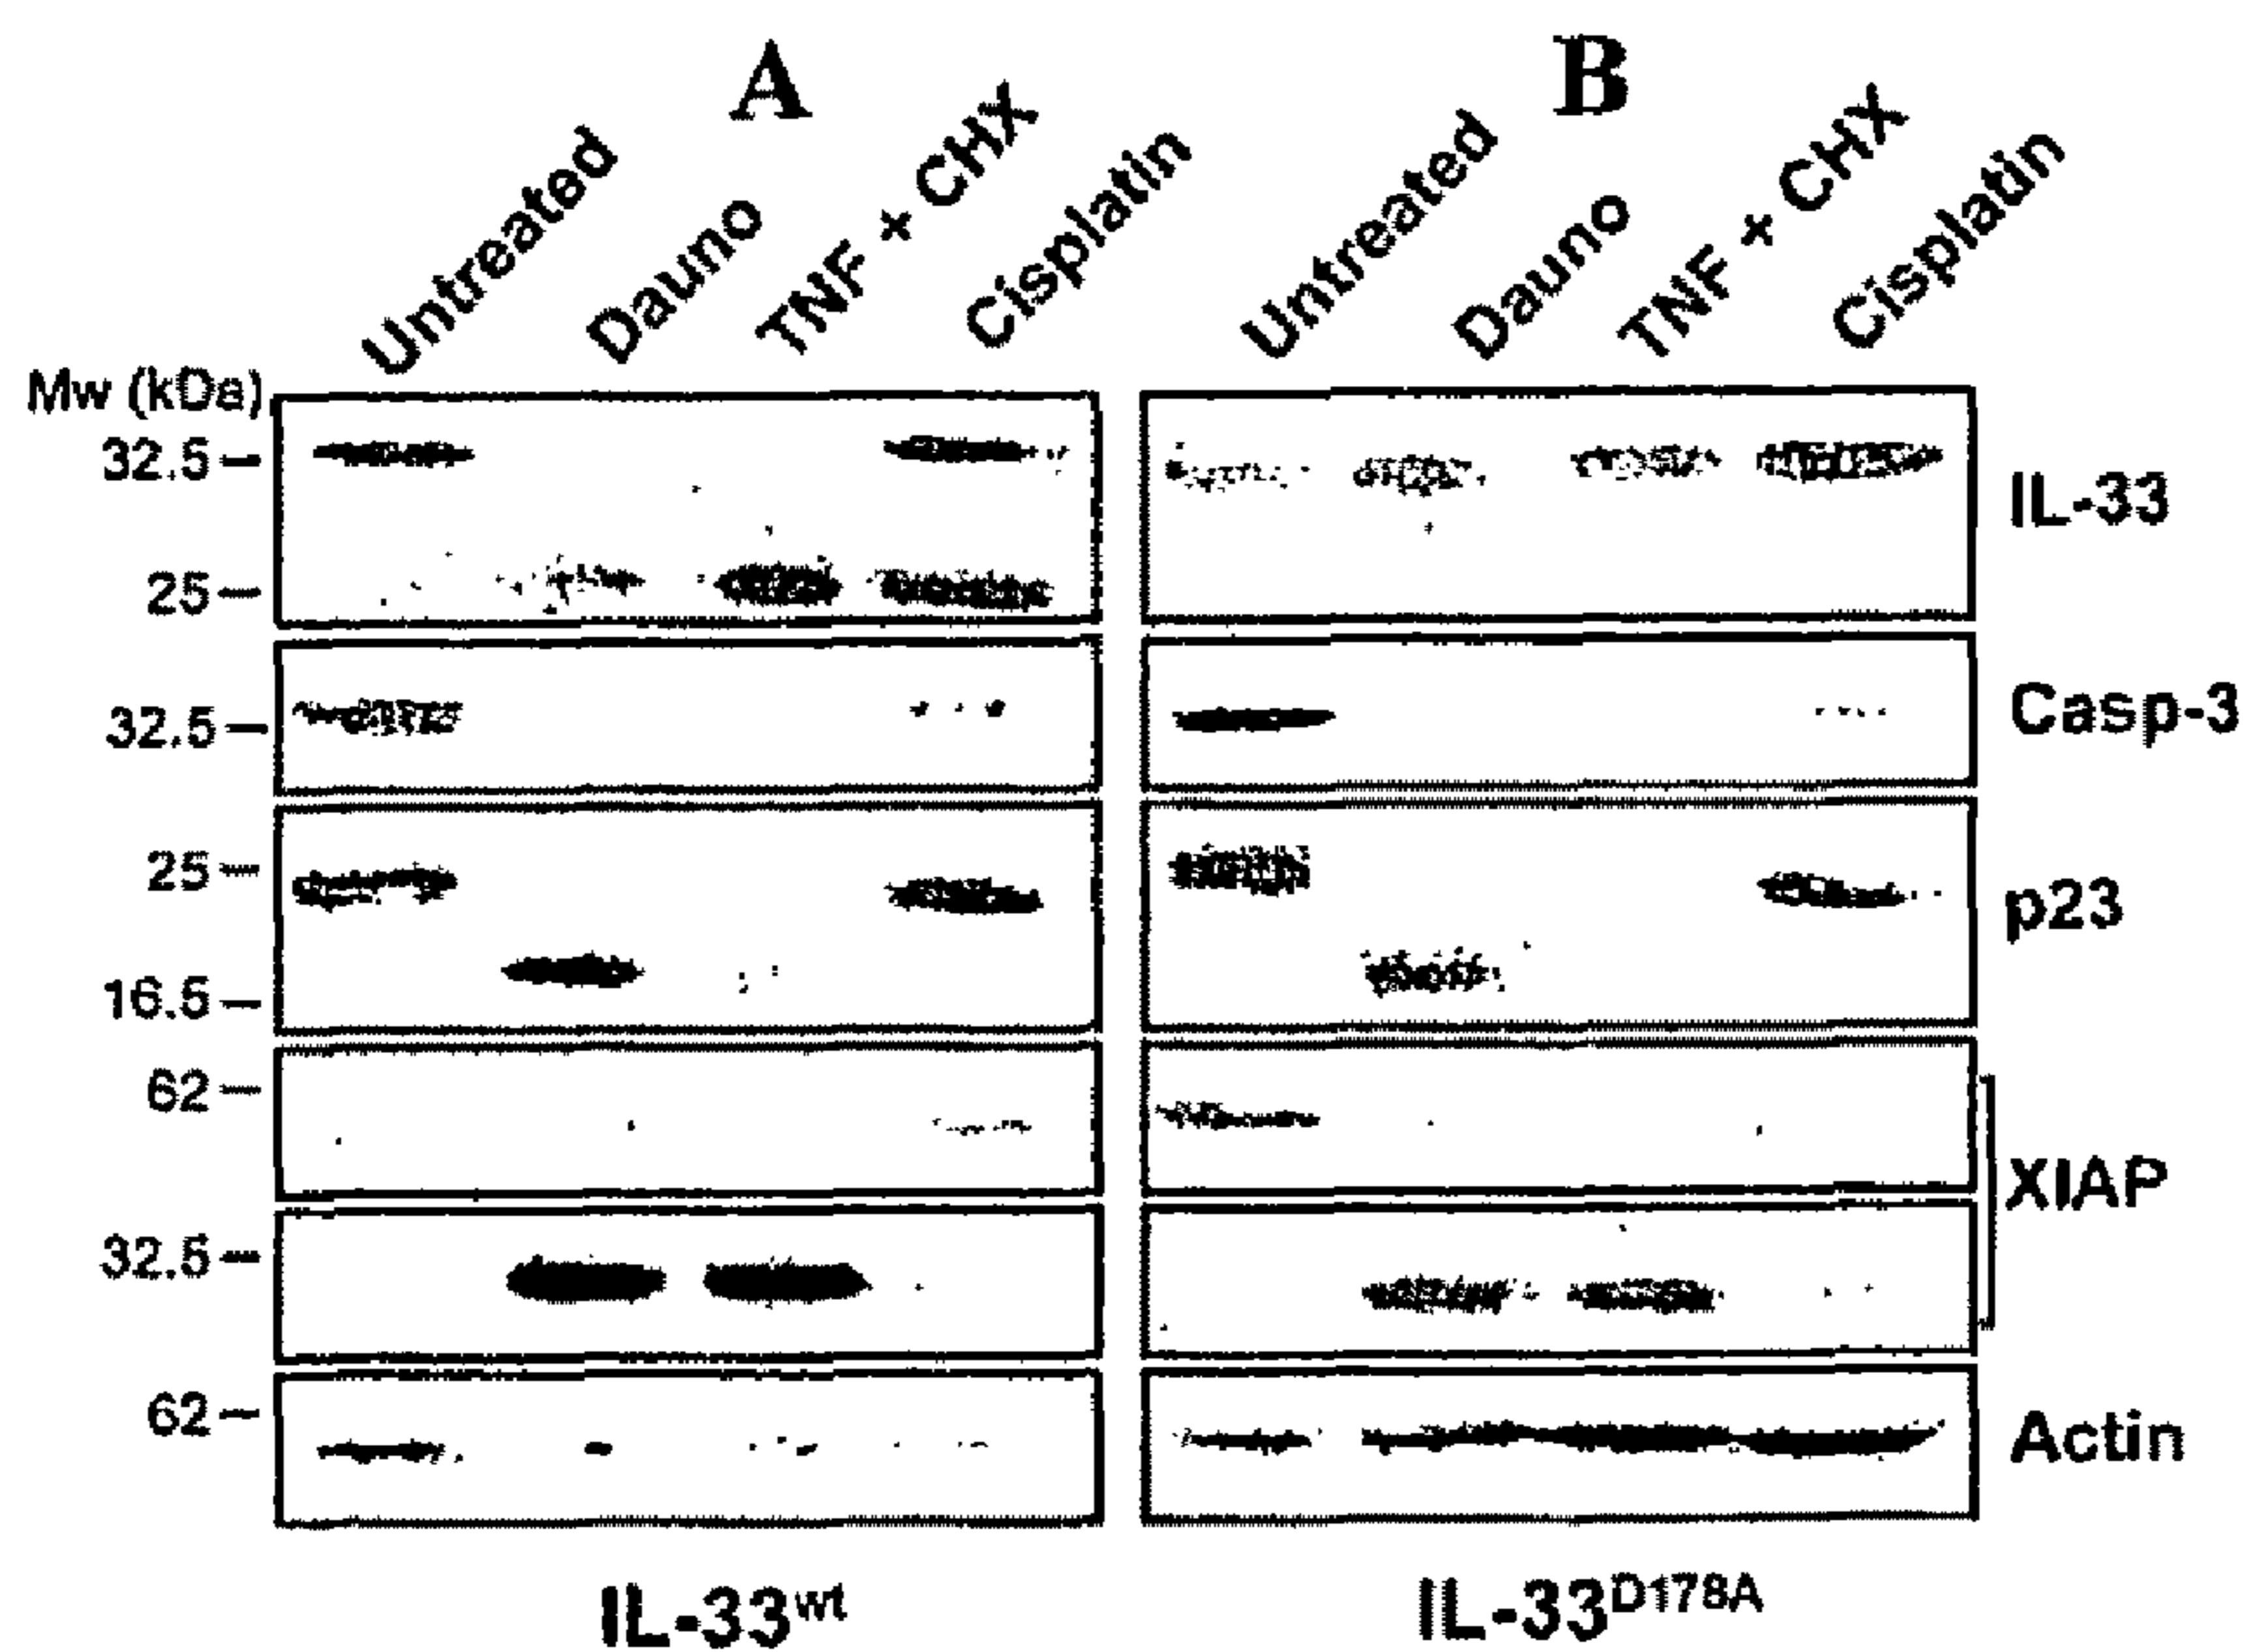 A B
Untreated Dauno TNF + CHX Cisplatin Untreated Dauno TNF + CHX Cisplatin
Mw (kDa)
32.5
IL-33
25
32.5
Casp-3
25
p23
16.5
62
XIAP
32.5
62
Actin
IL-33wt IL-33D178A